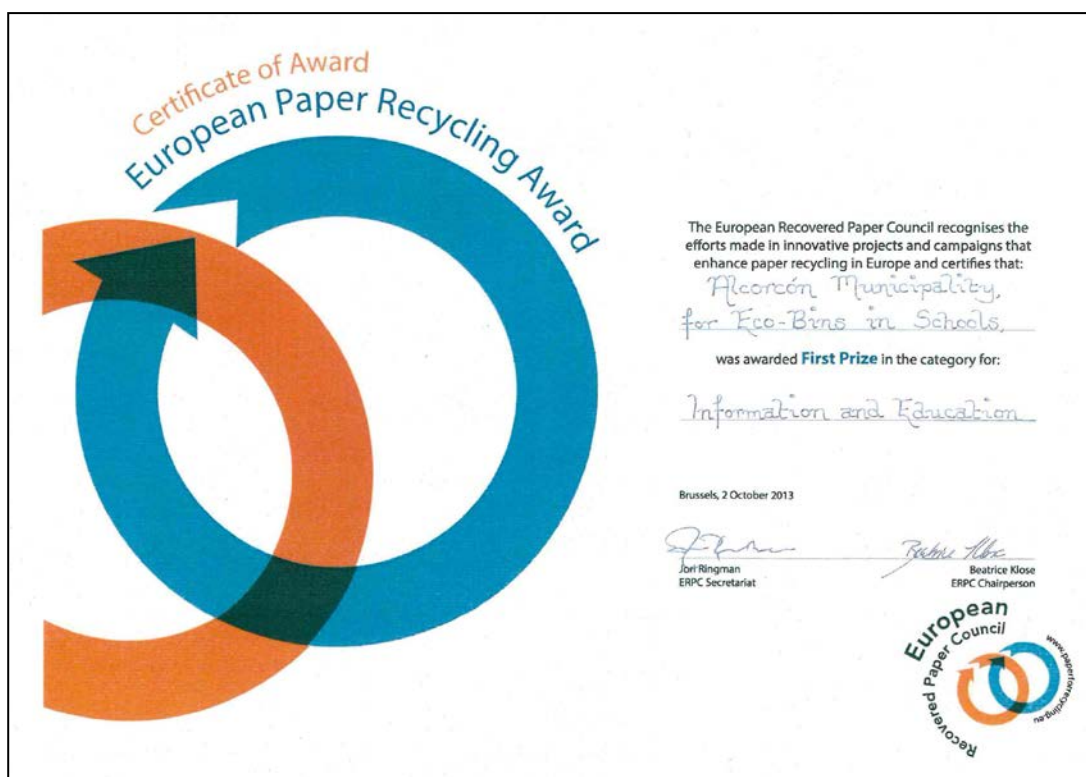 Certificate of Award
European Paper Recycling Award
The European Recovered Paper Council recognises the
efforts made in innovative projects and campaigns that
enhance paper recycling in Europe and certifies that:
Alcorcón Municipality,
for Eco-Bins in Schools,
was awarded First Prize in the category for:
Information and Education
Brussels, 2 October 2013
Jori Ringman
ERPC Secretariat
Beatrice Klose
ERPC Chairperson
European
Recovered Paper Council
www.paperforrecycling.eu